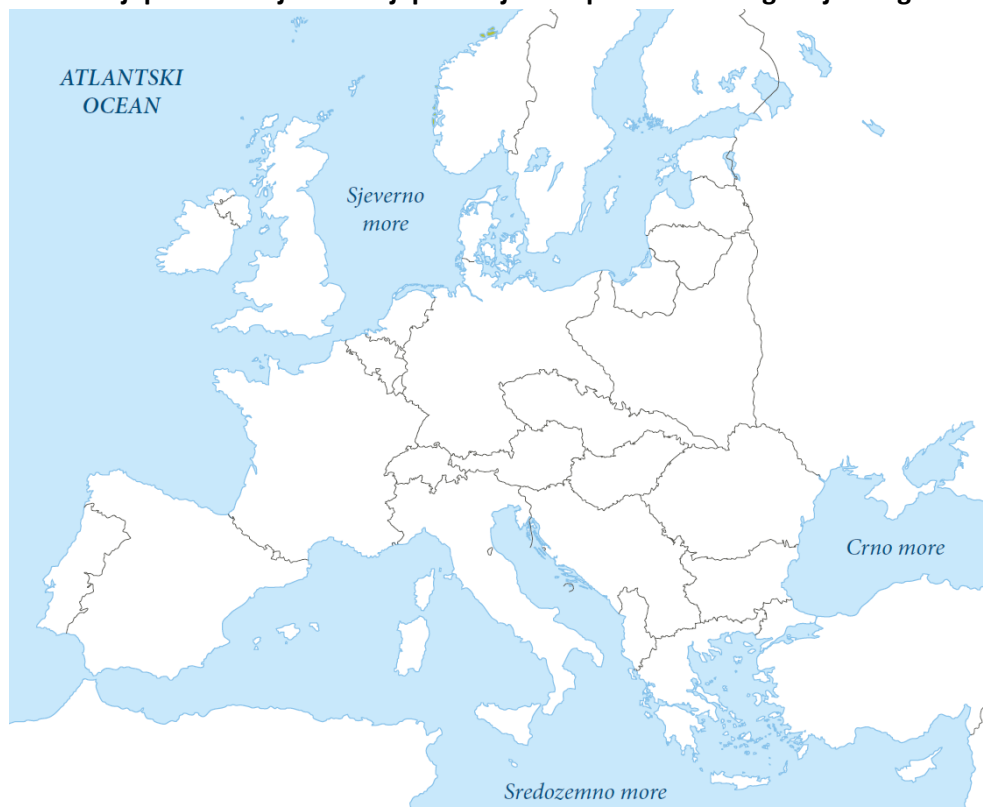 ATLANTSKI
OCEAN
Sjeverno
more
Crno more
Sredozemno more